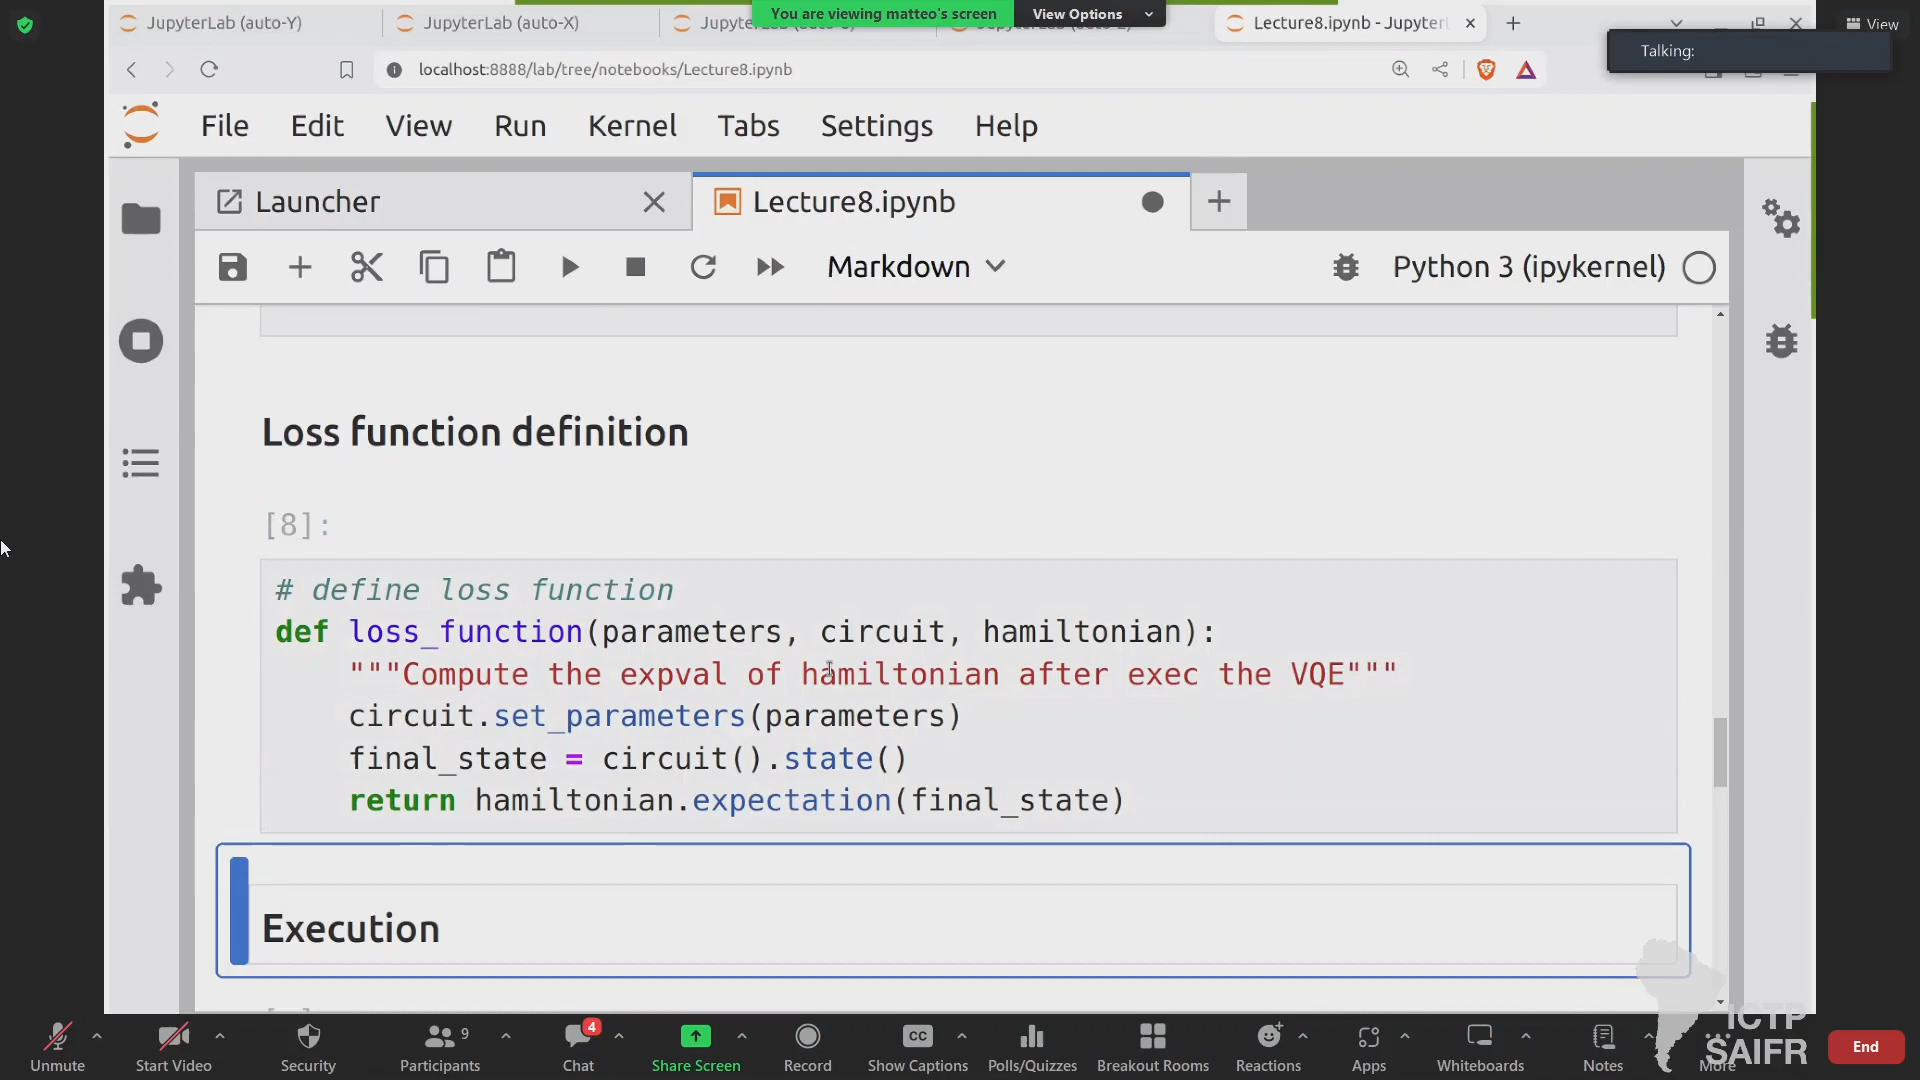 JupyterLab (auto-Y)
JupyterLab (auto-X)
You are viewing matteo's screen
View Options
Lecture8.ipynb - Jupyter
View
Talking:
localhost:8888/lab/tree/notebooks/Lecture8.ipynb
File Edit View Run Kernel Tabs Settings Help
Launcher
Lecture8.ipynb
Markdown
Python 3 (ipykernel)
Loss function definition
[8]:
# define loss function
def loss_function(parameters, circuit, hamiltonian):
"""Compute the expval of hamiltonian after exec the VQE"""
circuit.set_parameters(parameters)
final_state = circuit().state()
return hamiltonian.expectation(final_state)
Execution
ICTP
SAIFR
9
4
CC
Unmute
Start Video
Security
Participants
Chat
Share Screen
Record
Show Captions
Polls/Quizzes
Breakout Rooms
Reactions
Apps
Whiteboards
Notes
More
End